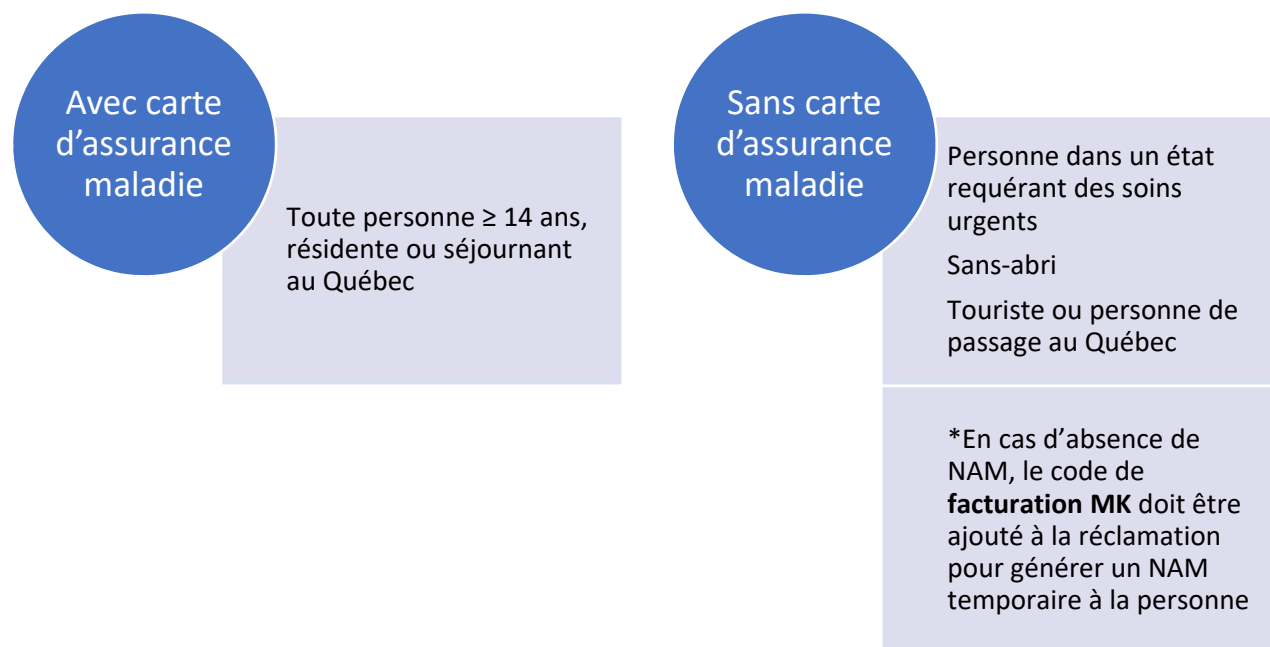 Avec carte
d'assurance
maladie
Toute personne ≥ 14 ans,
résidente ou séjournant
au Québec
Sans carte
d'assurance
maladie
Personne dans un état
requérant des soins
urgents
Sans-abri
Touriste ou personne de
passage au Québec
*En cas d'absence de
NAM, le code de
facturation MK doit être
ajouté à la réclamation
pour générer un NAM
temporaire à la personne